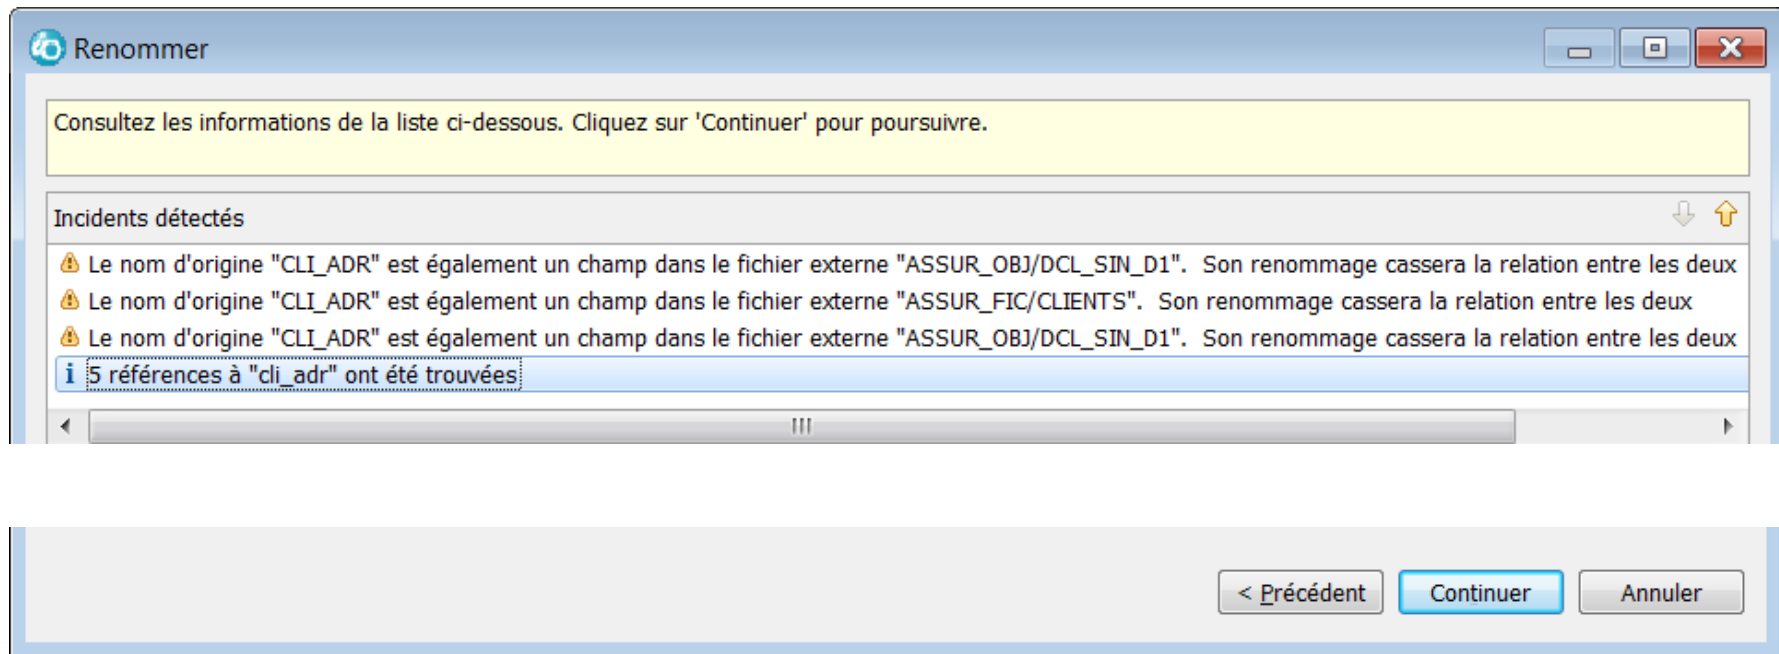 Renommer
Consultez les informations de la liste ci-dessous. Cliquez sur 'Continuer' pour poursuivre.
Incidents détectés
Le nom d'origine "CLI_ADR" est également un champ dans le fichier externe "ASSUR_OBJ/DCL_SIN_D1".  Son renommage cassera la relation entre les deux
Le nom d'origine "CLI_ADR" est également un champ dans le fichier externe "ASSUR_FIC/CLIENTS".  Son renommage cassera la relation entre les deux
Le nom d'origine "CLI_ADR" est également un champ dans le fichier externe "ASSUR_OBJ/DCL_SIN_D1".  Son renommage cassera la relation entre les deux
5 références à "cli_adr" ont été trouvées
< Précédent Continuer Annuler